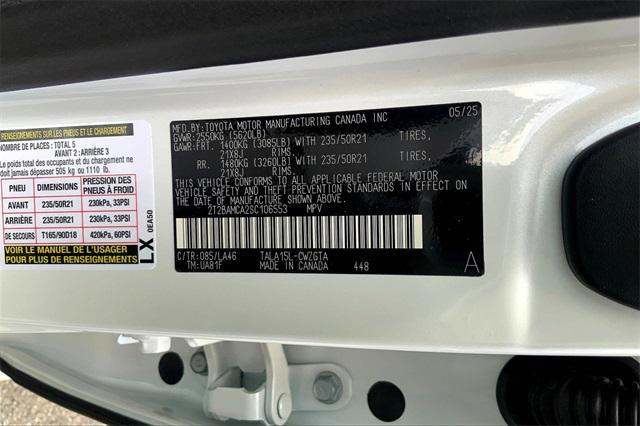 RENSEIGNEMENTS SUR LES PNEUS ET LE CHARGEMENT
NOMBRE DE PLACES : TOTAL 5
AVANT 2 : ARRIÈRE 3
Le poids total des occupants et du chargement ne
doit jamais dépasser 505 kg ou 1110 lb.
PNEU DIMENSIONS PRESSION DES PNEUS À FROID
AVANT 235/50R21 230kPa, 33PSI
ARRIÈRE 235/50R21 230kPa, 33PSI
DE SECOURS T165/90D18 420kPa, 60PSI
VOIR LE MANUEL DE L'USAGER
POUR PLUS DE RENSEIGNEMENTS
LX 0EA50
MFD.BY:TOYOTA MOTOR MANUFACTURING CANADA INC 05/25
GVWR:2550KG (5620LB)
GAWR:FRT. 1400KG (3085LB) WITH 235/50R21 TIRES,
21X8J RIMS,
RR. 1480KG (3260LB) WITH 235/50R21 TIRES,
21X8J RIMS
THIS VEHICLE CONFORMS TO ALL APPLICABLE FEDERAL MOTOR
VEHICLE SAFETY AND THEFT PREVENTION STANDARDS IN EFFECT
ON THE DATE OF MANUFACTURE SHOWN ABOVE.
2T2BAMCA2SC106553 MPV
C/TR:085/LA46 TALA15L-CWZGTA
TM:UA81F MADE IN CANADA 448 A